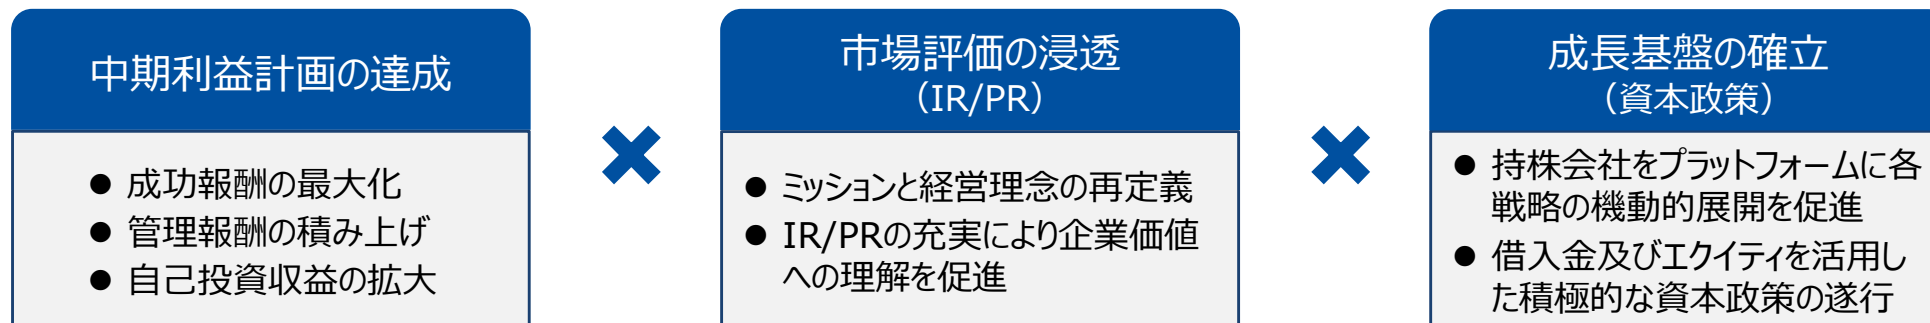 中期利益計画の達成
● 成功報酬の最大化
● 管理報酬の積み上げ
● 自己投資収益の拡大
市場評価の浸透
（IR/PR）
● ミッションと経営理念の再定義
● IR/PRの充実により企業価値
への理解を促進
成長基盤の確立
（資本政策）
● 持株会社をプラットフォームに各
戦略の機動的展開を促進
● 借入金及びエクイティを活用し
た積極的な資本政策の遂行